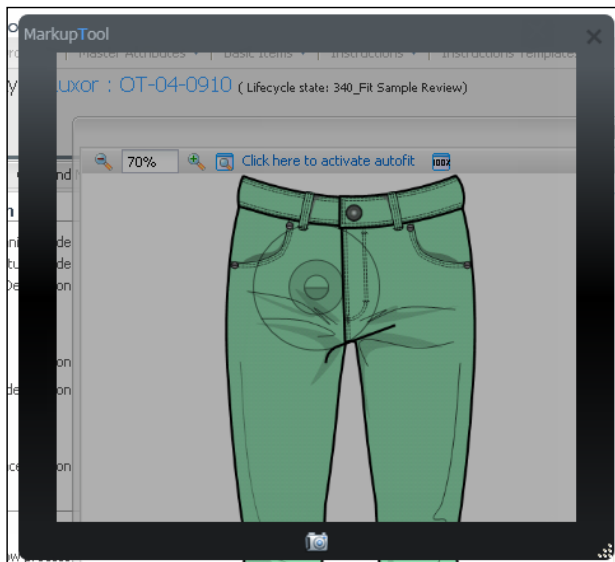 MarkupTool
Master Attributes Basic Items Instructions Instructions Template
uxor : OT-04-0910 ( Lifecycle state: 340_Fit Sample Review)
70% Click here to activate autofit 100%